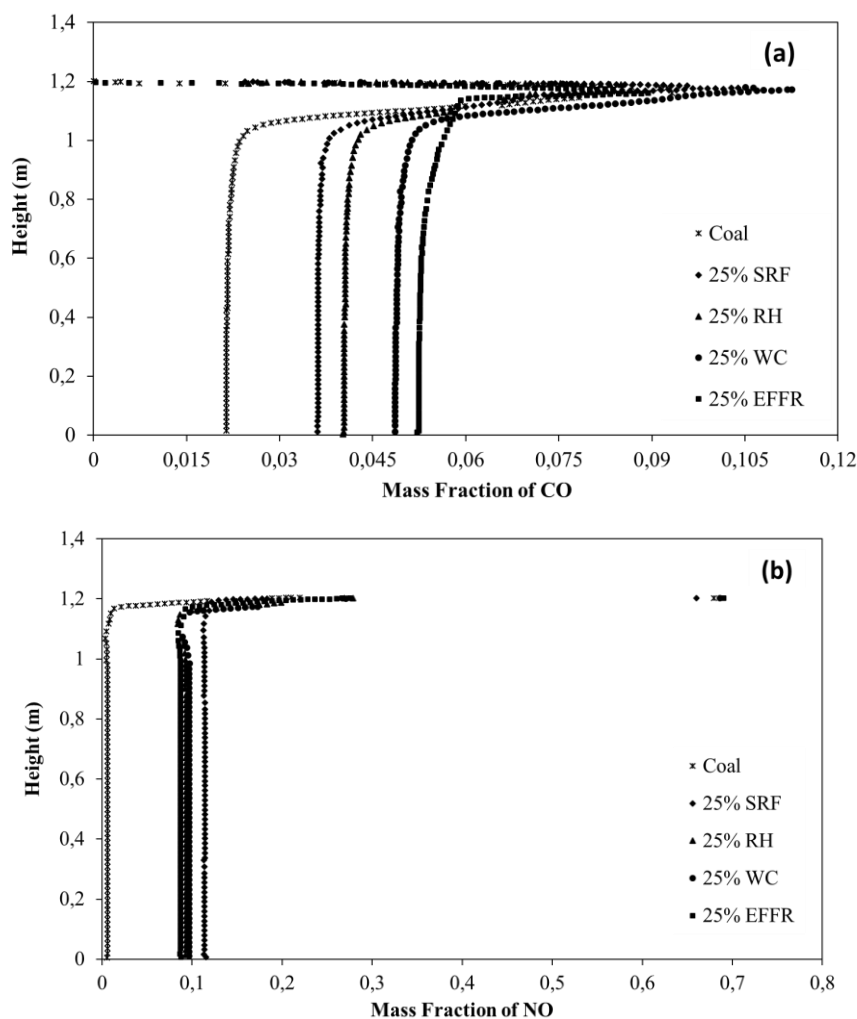 1,4
(a)
1,2
1
0,8
Height (m)
Coal
0,6
25% SRF
0,4
25% RH
25% WC
0,2
25% EFFR
0
0 0,015 0,03 0,045 0,06 0,075 0,09 0,105 0,12
Mass Fraction of CO
1,4
(b)
1,2
1
0,8
Height (m)
Coal
0,6
25% SRF
0,4
25% RH
25% WC
0,2
25% EFFR
0
0 0,1 0,2 0,3 0,4 0,5 0,6 0,7 0,8
Mass Fraction of NO